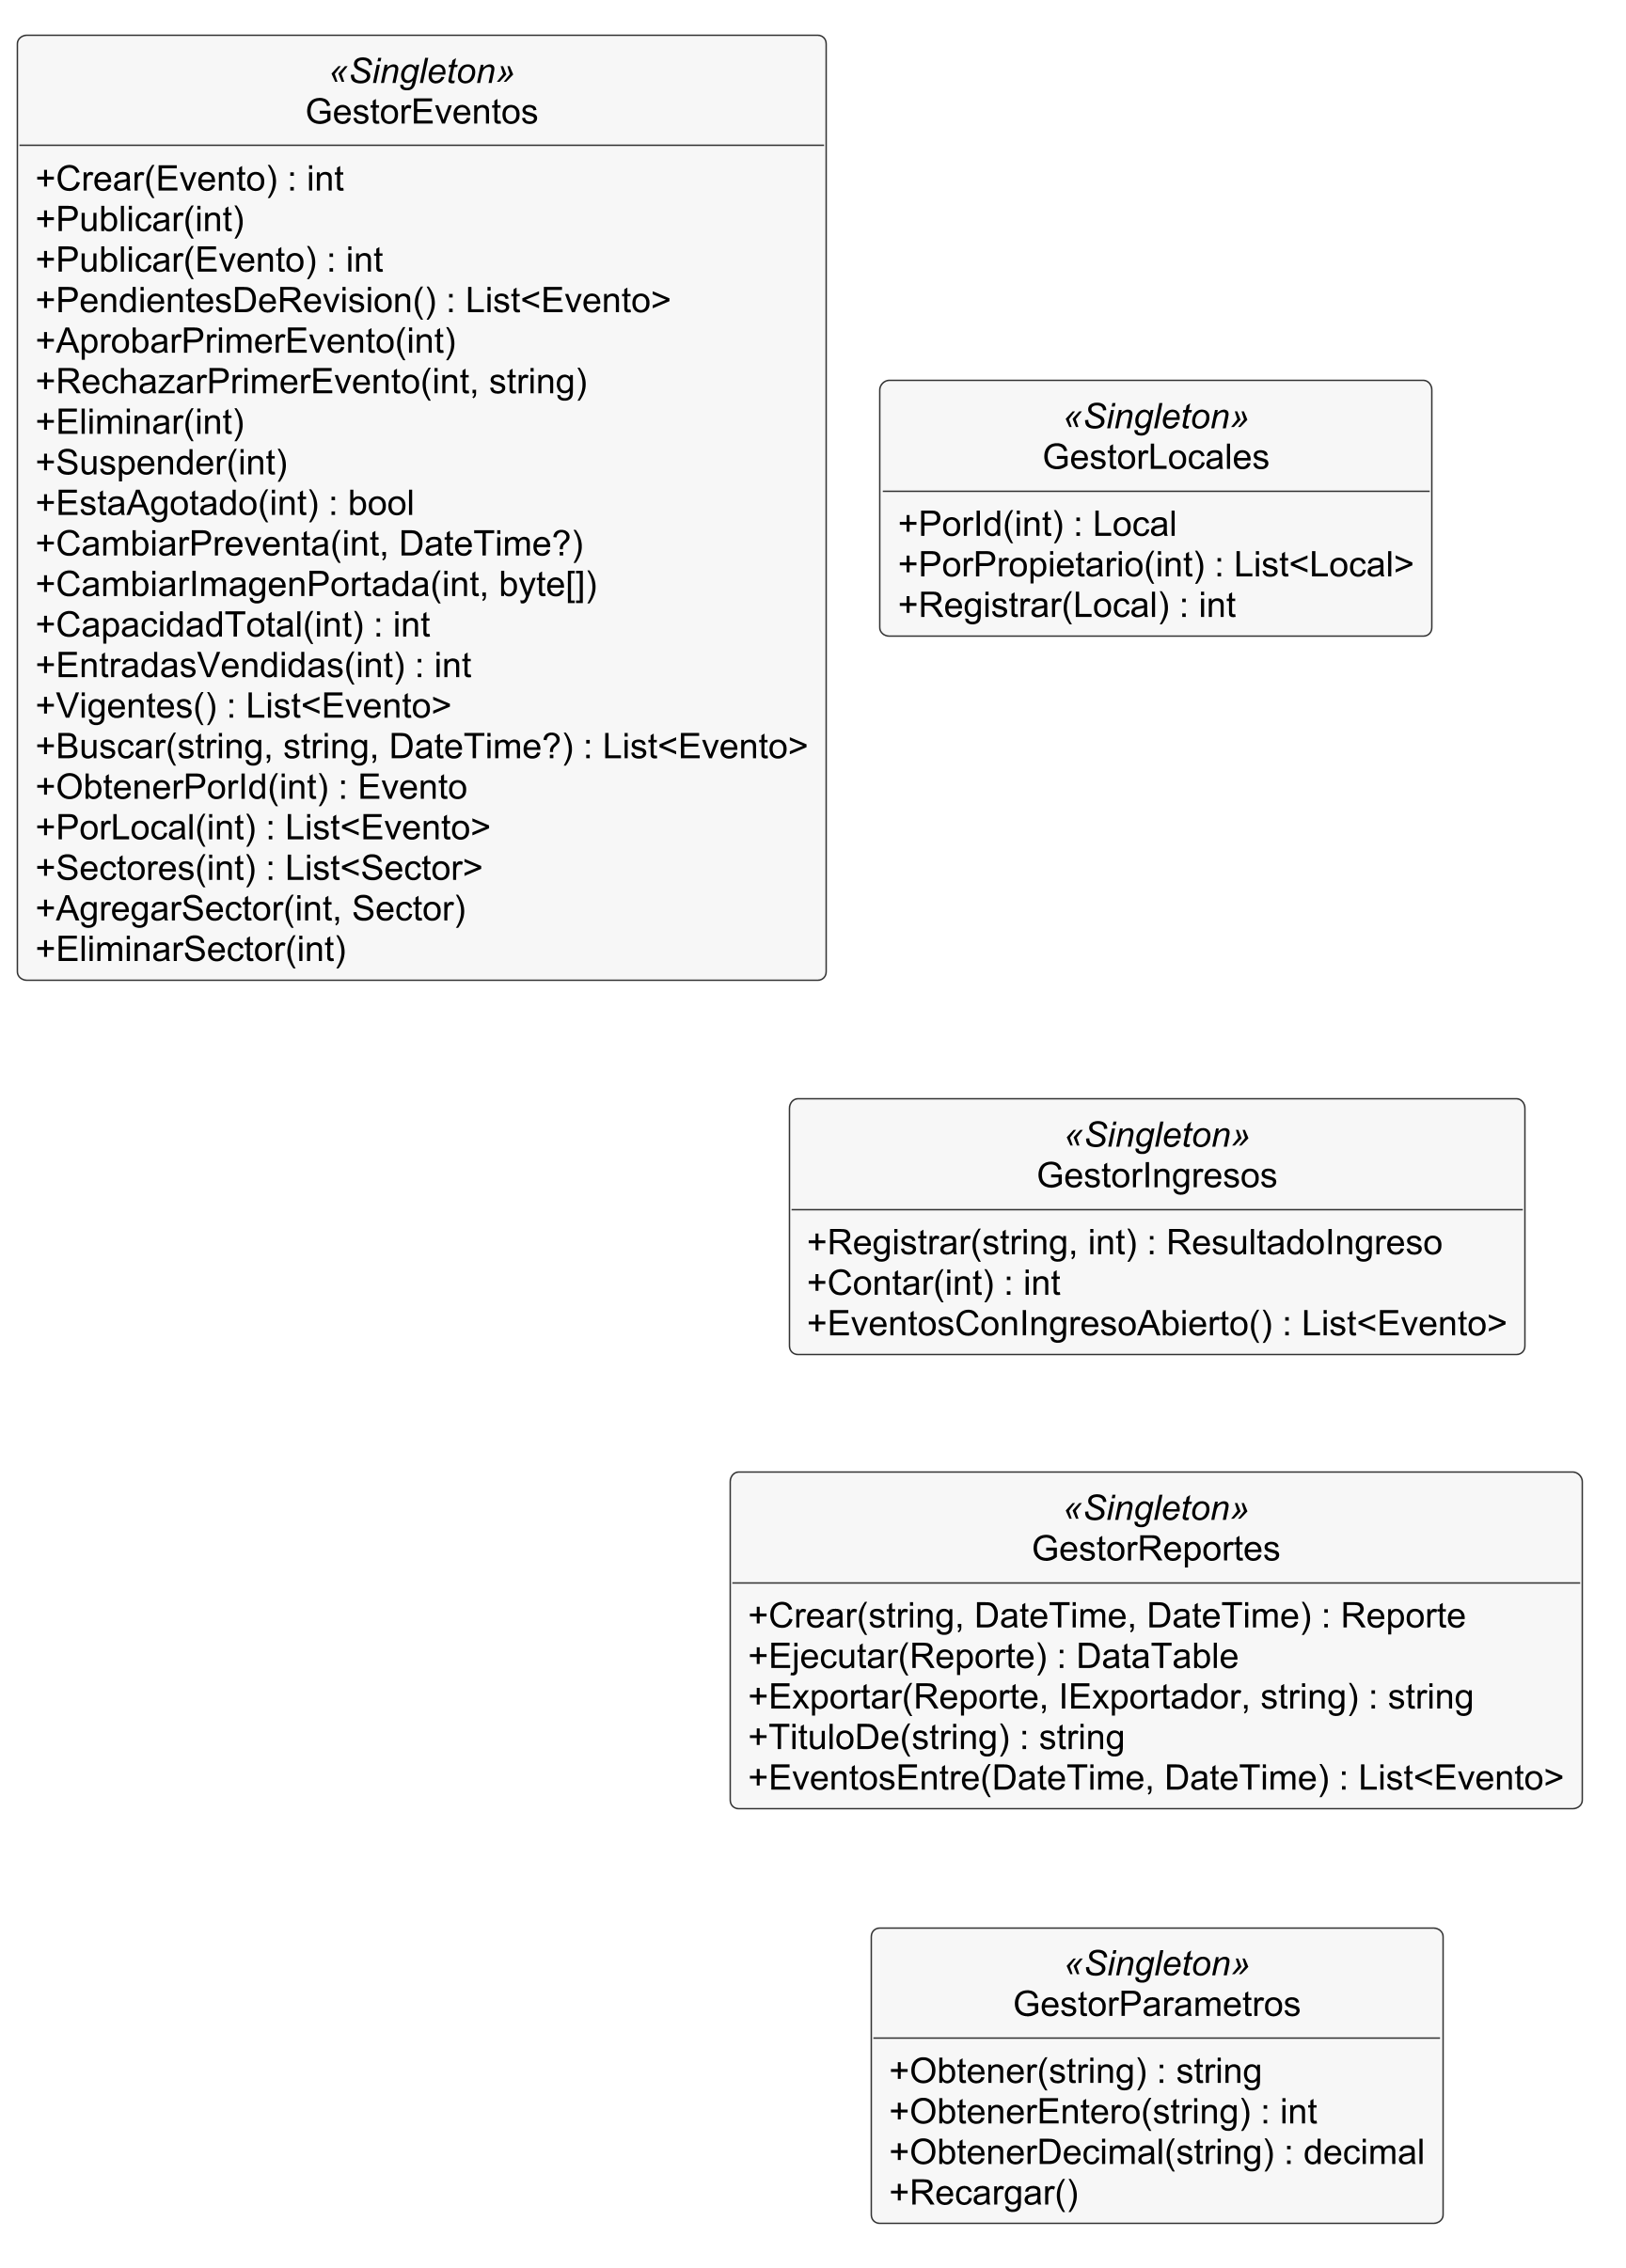 «Singleton»
GestorEventos
+Crear(Evento) : int
+Publicar(int)
+Publicar(Evento) : int
+PendientesDeRevision() : List<Evento>
+AprobarPrimerEvento(int)
+RechazarPrimerEvento(int, string)
+Eliminar(int)
+Suspender(int)
+EstaAgotado(int) : bool
+CambiarPreventa(int, DateTime?)
+CambiarImagenPortada(int, byte[])
+CapacidadTotal(int) : int
+EntradasVendidas(int) : int
+Vigentes() : List<Evento>
+Buscar(string, string, DateTime?) : List<Evento>
+ObtenerPorId(int) : Evento
+PorLocal(int) : List<Evento>
+Sectores(int) : List<Sector>
+AgregarSector(int, Sector)
+EliminarSector(int)
«Singleton»
GestorLocales
+PorId(int) : Local
+PorPropietario(int) : List<Local>
+Registrar(Local) : int
«Singleton»
GestorIngresos
+Registrar(string, int) : ResultadoIngreso
+Contar(int) : int
+EventosConIngresoAbierto() : List<Evento>
«Singleton»
GestorReportes
+Crear(string, DateTime, DateTime) : Reporte
+Ejecutar(Reporte) : DataTable
+Exportar(Reporte, IExportador, string) : string
+TituloDe(string) : string
+EventosEntre(DateTime, DateTime) : List<Evento>
«Singleton»
GestorParametros
+Obtener(string) : string
+ObtenerEntero(string) : int
+ObtenerDecimal(string) : decimal
+Recargar()